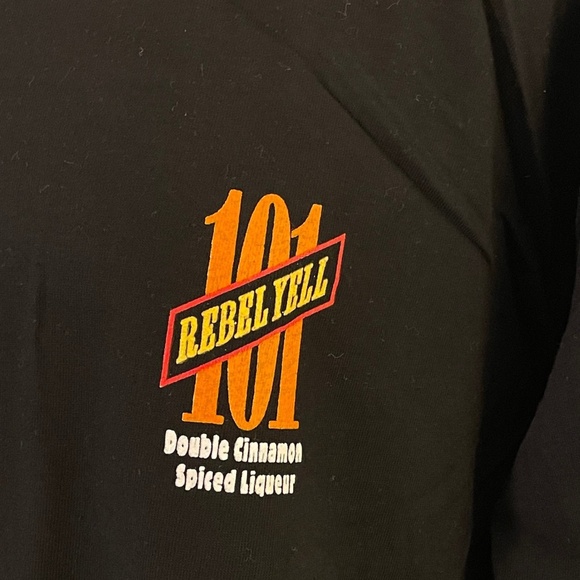 101
REBEL YELL
Double Cinnamon
Spiced Liqueur